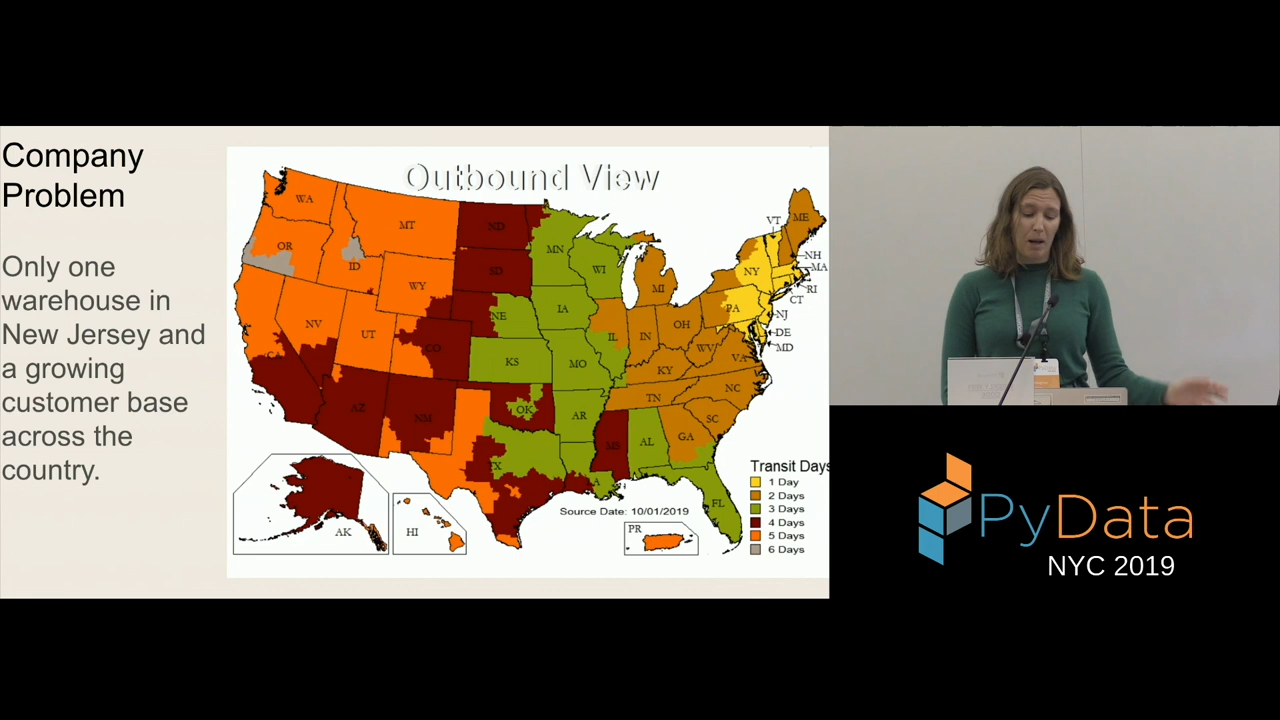 Company
Problem
Only one
warehouse in
New Jersey and
a growing
customer base
across the
country.
Outbound View
WA
MT
ND
MN
VT
ME
OR
ID
SD
WI
NY
NH
MA
WY
MI
RI
CT
NV
UT
NE
IA
PA
NJ
CA
CO
IL
IN
OH
DE
MD
KS
MO
WV
VA
KY
AZ
NM
OK
AR
TN
NC
SC
MS
AL
GA
TX
LA
FL
AK
HI
PR
Source Date: 10/01/2019
Transit Days
1 Day
2 Days
3 Days
4 Days
5 Days
6 Days
PyData
NYC 2019